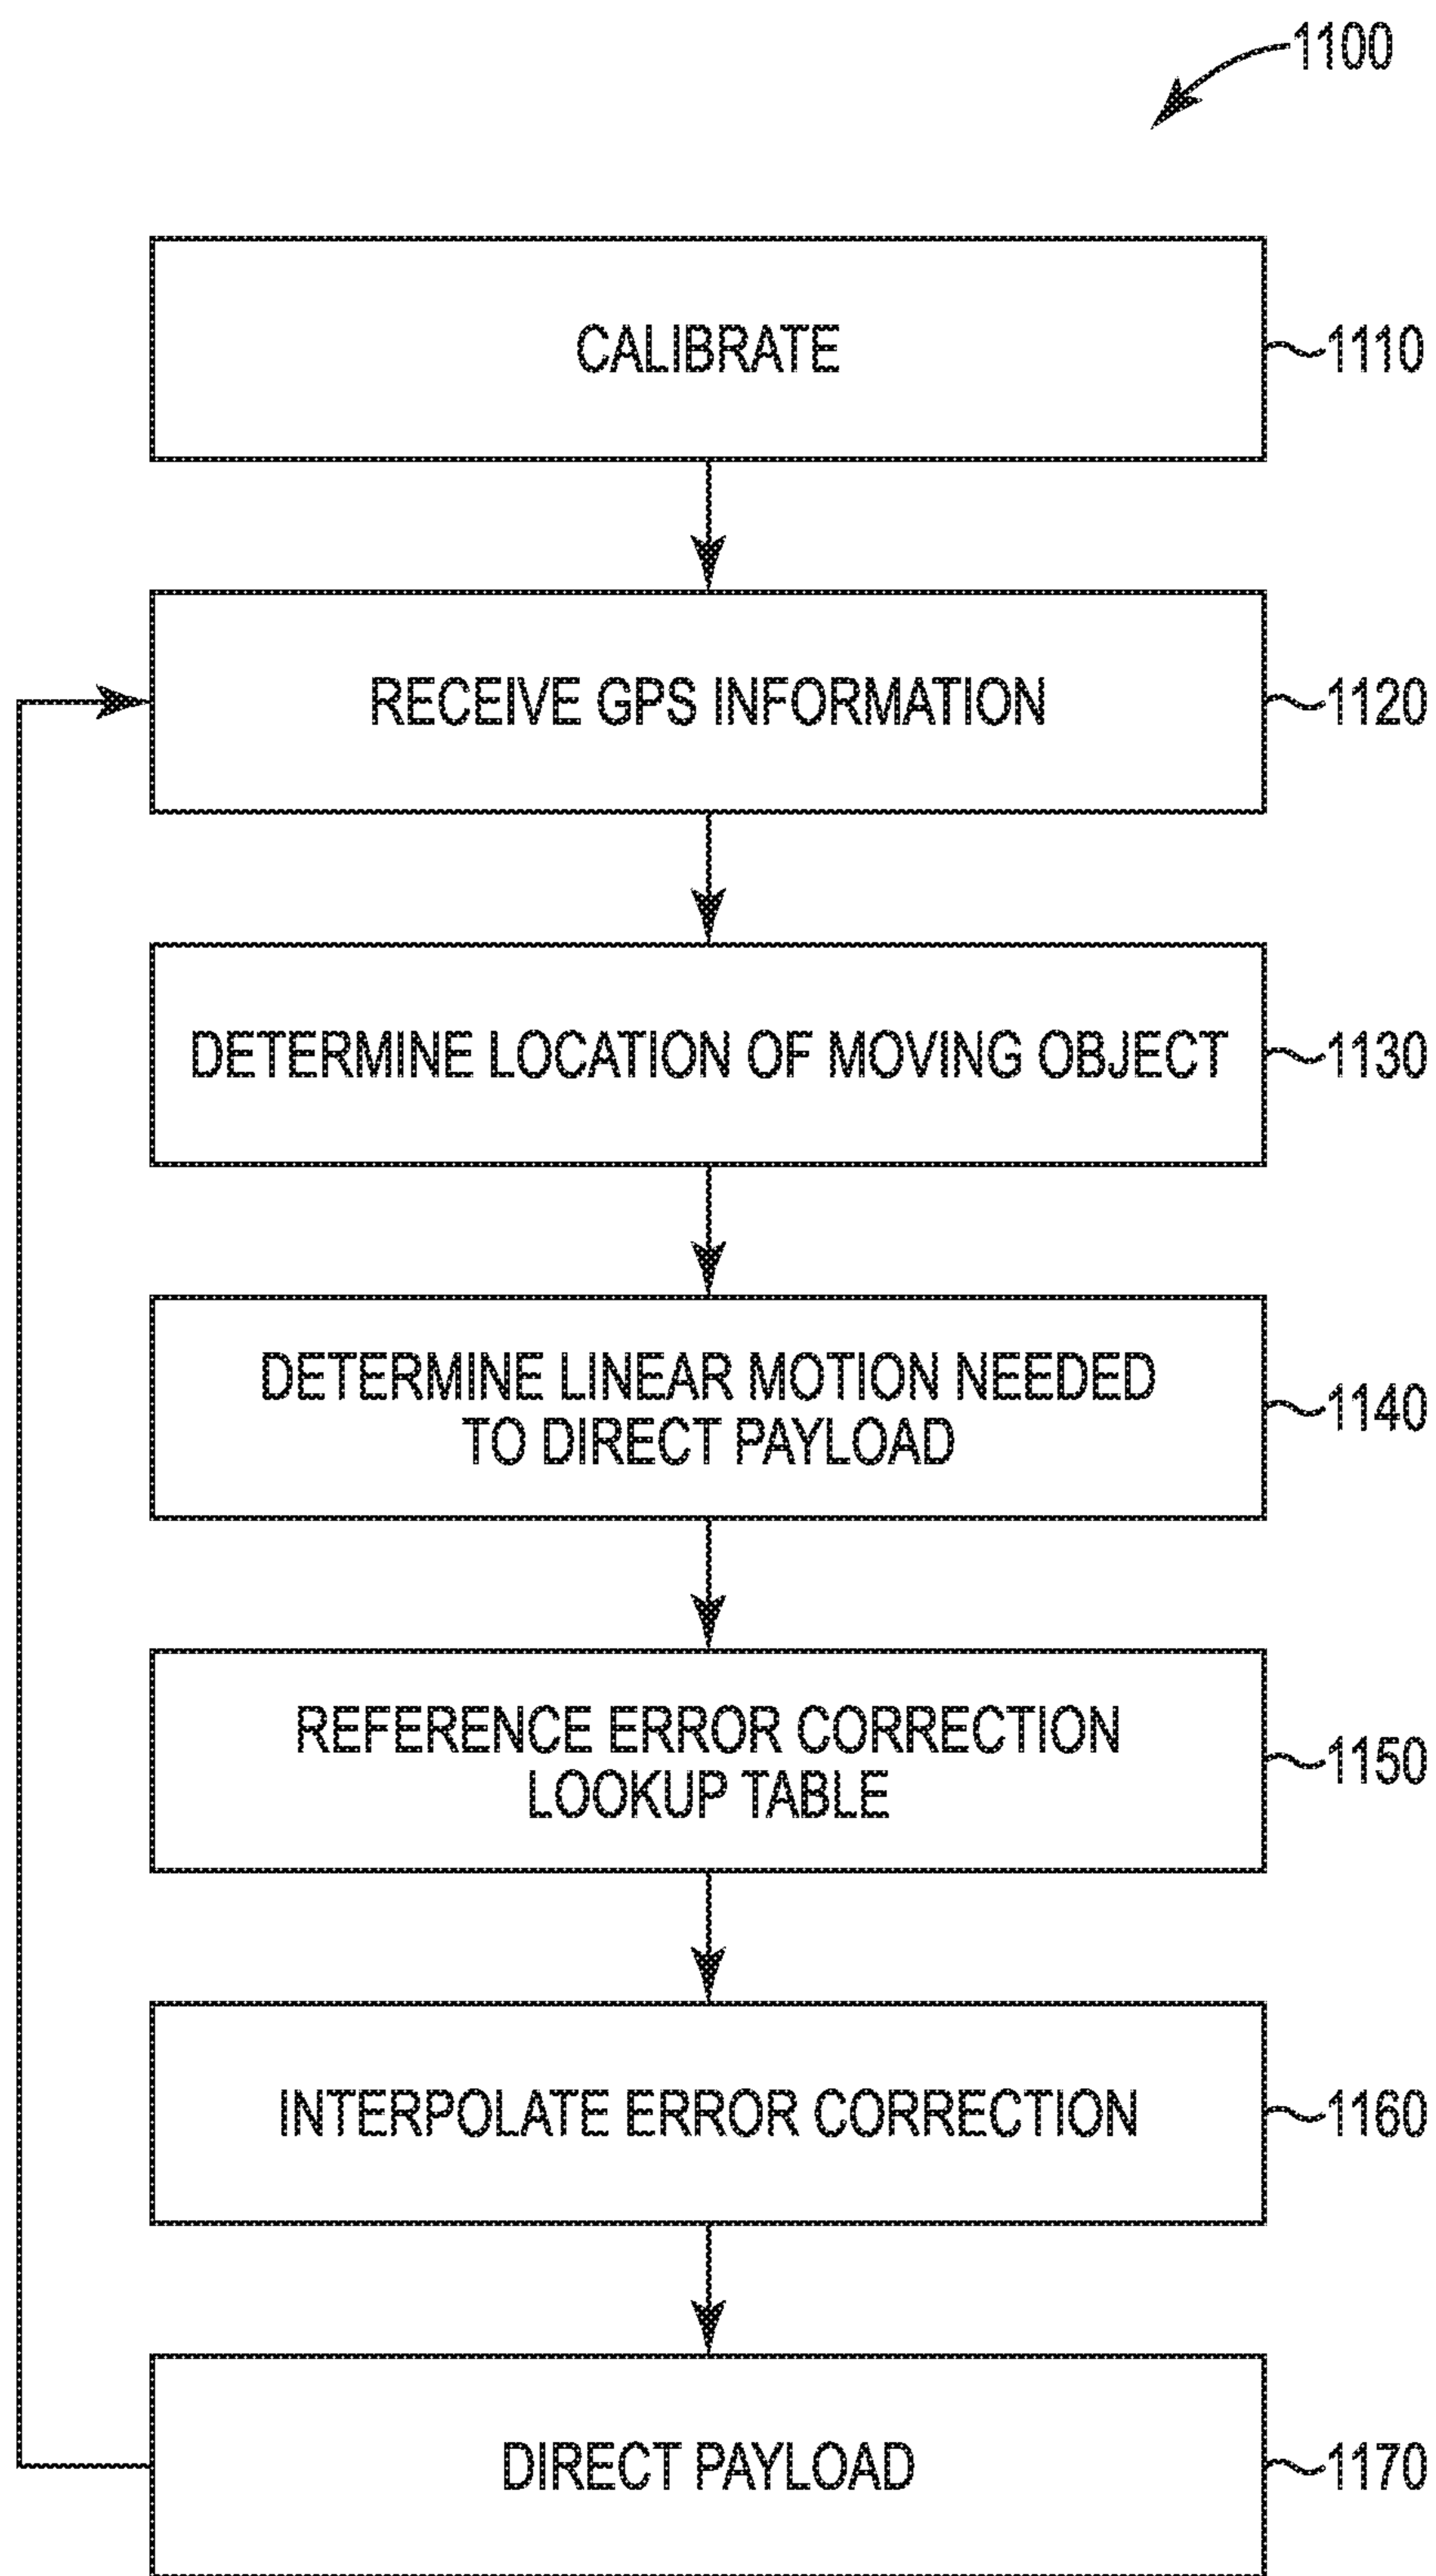 1100
CALIBRATE
1110
RECEIVE GPS INFORMATION
1120
DETERMINE LOCATION OF MOVING OBJECT
1130
DETERMINE LINEAR MOTION NEEDED
TO DIRECT PAYLOAD
1140
REFERENCE ERROR CORRECTION
LOOKUP TABLE
1150
INTERPOLATE ERROR CORRECTION
1160
DIRECT PAYLOAD
1170